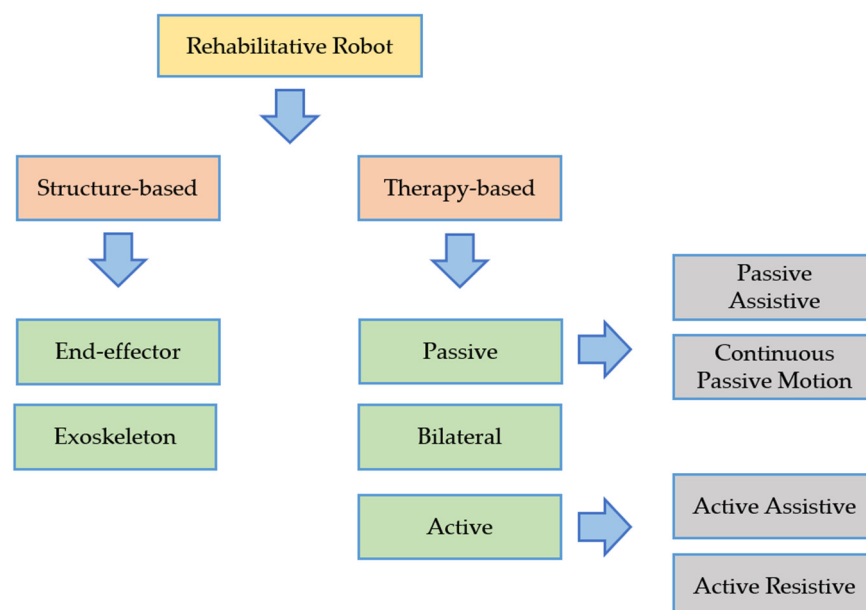 Rehabilitative Robot
Structure-based
Therapy-based
Passive
Assistive
End-effector
Passive
Continuous
Passive Motion
Exoskeleton
Bilateral
Active Assistive
Active
Active Resistive